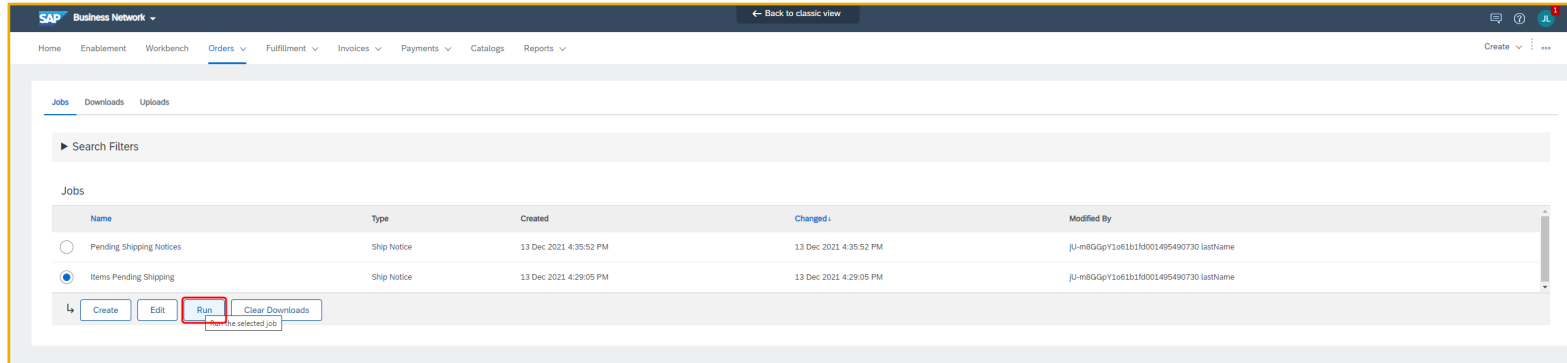 SAP Business Network ← Back to classic view JL 1
Home Enablement Workbench Orders Fulfillment Invoices Payments Catalogs Reports Create
Jobs Downloads Uploads
Search Filters
Jobs
Name Type Created Changed↓ Modified By
Pending Shipping Notices Ship Notice 13 Dec 2021 4:35:52 PM 13 Dec 2021 4:35:52 PM jU-m8GGpY1o61b1fd001495490730 lastName
Items Pending Shipping Ship Notice 13 Dec 2021 4:29:05 PM 13 Dec 2021 4:29:05 PM jU-m8GGpY1o61b1fd001495490730 lastName
Create Edit Run Clear Downloads
Run the selected job